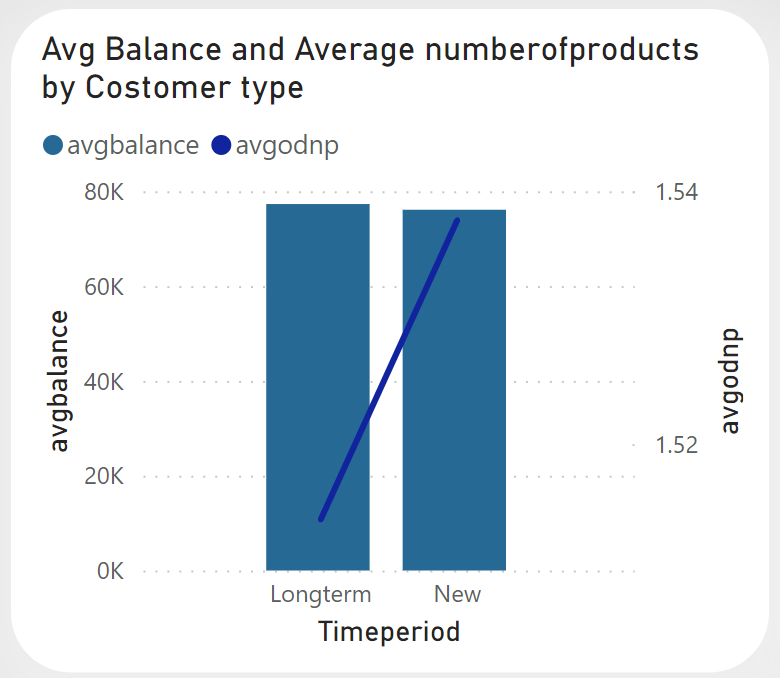 Avg Balance and Average numberofproducts
by Costomer type
avgbalance avgodnp
80K
60K
40K
20K
0K
avgbalance
1.54
1.52
avgodnp
Longterm New
Timeperiod